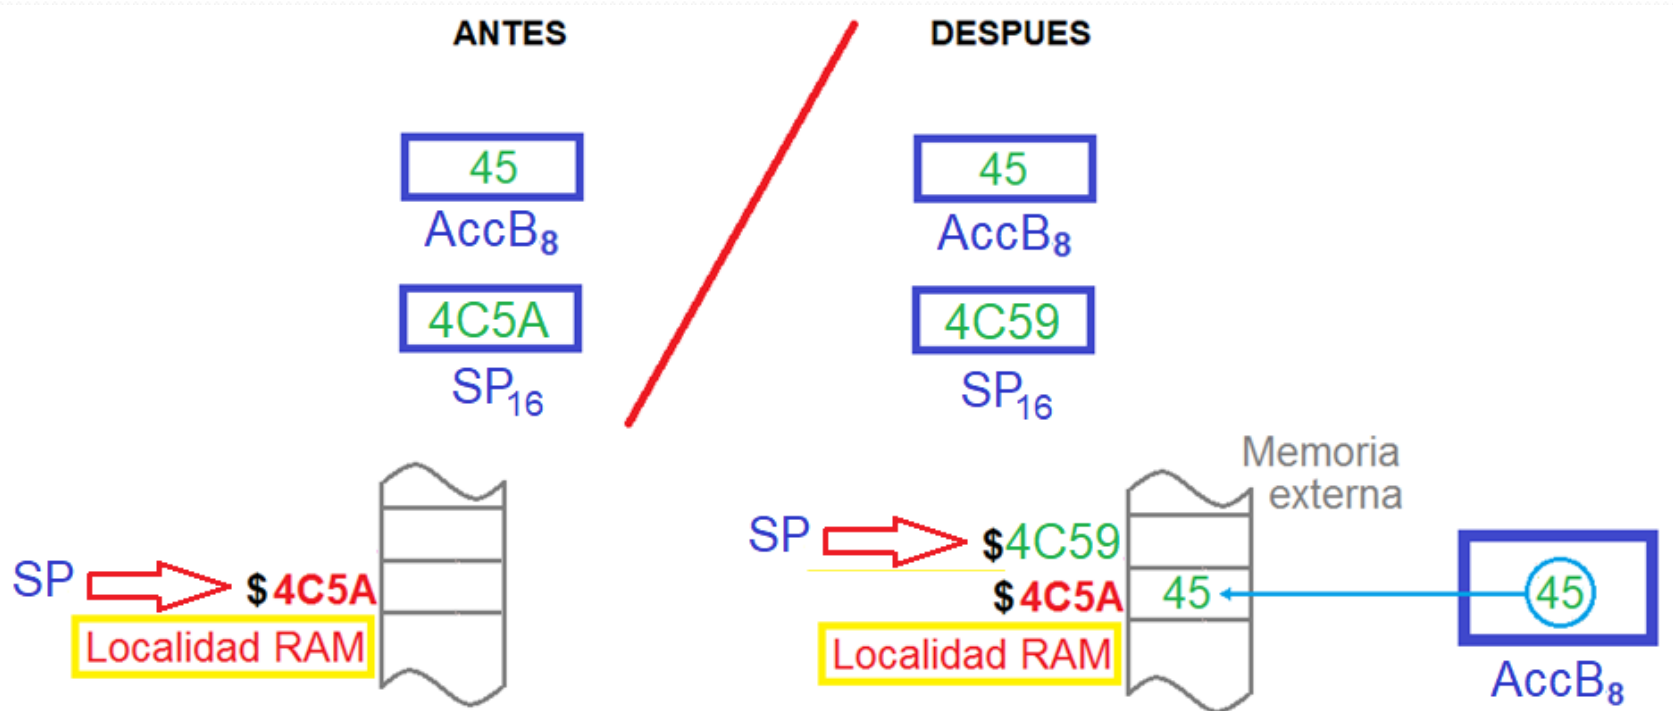 ANTES
DESPUES
45
AccB8
4C5A
SP16
45
AccB8
4C59
SP16
SP
$4C5A
Localidad RAM
Memoria
externa
SP
$4C59
$4C5A
45
45
Localidad RAM
AccB8